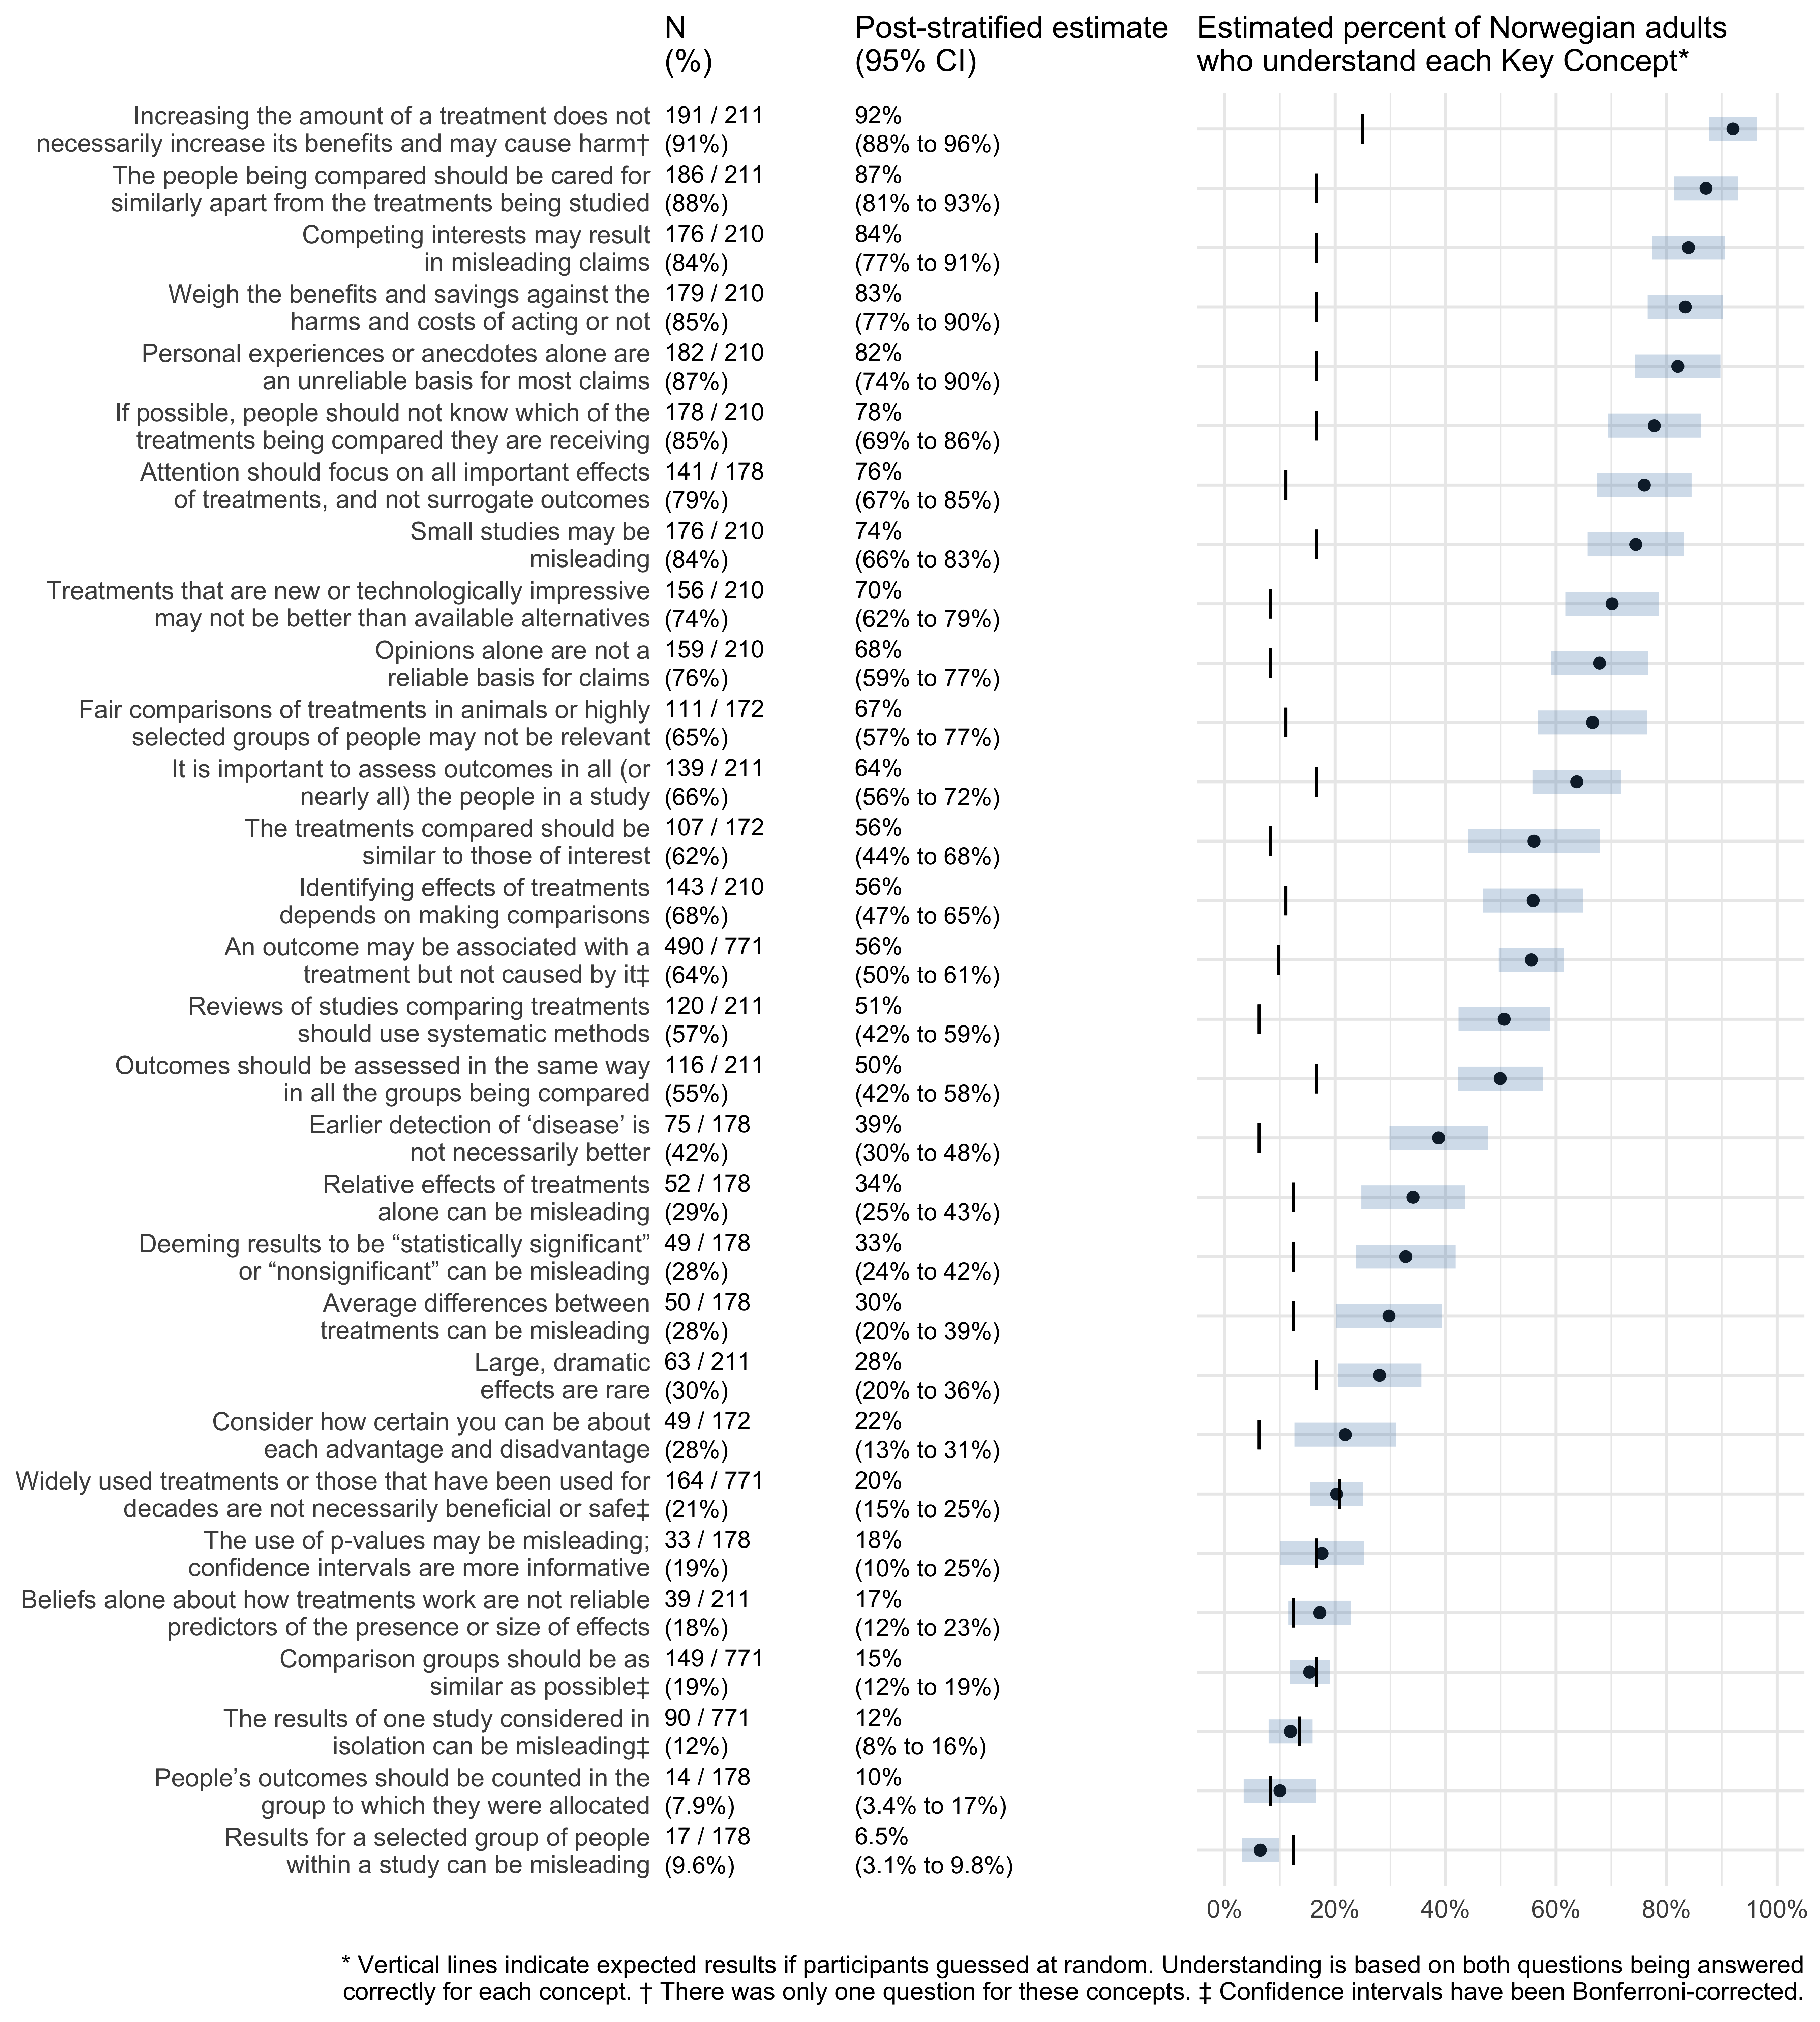 N
(%)
Post-stratified estimate
(95% CI)
Estimated percent of Norwegian adults
who understand each Key Concept*
Increasing the amount of a treatment does not 191 / 211 92%
necessarily increase its benefits and may cause harm† (91%) (88% to 96%)
The people being compared should be cared for 186 / 211 87%
similarly apart from the treatments being studied (88%) (81% to 93%)
Competing interests may result 176 / 210 84%
in misleading claims (84%) (77% to 91%)
Weigh the benefits and savings against the 179 / 210 83%
harms and costs of acting or not (85%) (77% to 90%)
Personal experiences or anecdotes alone are 182 / 210 82%
an unreliable basis for most claims (87%) (74% to 90%)
If possible, people should not know which of the 178 / 210 78%
treatments being compared they are receiving (85%) (69% to 86%)
Attention should focus on all important effects 141 / 178 76%
of treatments, and not surrogate outcomes (79%) (67% to 85%)
Small studies may be 176 / 210 74%
misleading (84%) (66% to 83%)
Treatments that are new or technologically impressive 156 / 210 70%
may not be better than available alternatives (74%) (62% to 79%)
Opinions alone are not a 159 / 210 68%
reliable basis for claims (76%) (59% to 77%)
Fair comparisons of treatments in animals or highly 111 / 172 67%
selected groups of people may not be relevant (65%) (57% to 77%)
It is important to assess outcomes in all (or 139 / 211 64%
nearly all) the people in a study (66%) (56% to 72%)
The treatments compared should be 107 / 172 56%
similar to those of interest (62%) (44% to 68%)
Identifying effects of treatments 143 / 210 56%
depends on making comparisons (68%) (47% to 65%)
An outcome may be associated with a 490 / 771 56%
treatment but not caused by it‡ (64%) (50% to 61%)
Reviews of studies comparing treatments 120 / 211 51%
should use systematic methods (57%) (42% to 59%)
Outcomes should be assessed in the same way 116 / 211 50%
in all the groups being compared (55%) (42% to 58%)
Earlier detection of ‘disease’ is 75 / 178 39%
not necessarily better (42%) (30% to 48%)
Relative effects of treatments 52 / 178 34%
alone can be misleading (29%) (25% to 43%)
Deeming results to be “statistically significant” 49 / 178 33%
or “nonsignificant” can be misleading (28%) (24% to 42%)
Average differences between 50 / 178 30%
treatments can be misleading (28%) (20% to 39%)
Large, dramatic 63 / 211 28%
effects are rare (30%) (20% to 36%)
Consider how certain you can be about 49 / 172 22%
each advantage and disadvantage (28%) (13% to 31%)
Widely used treatments or those that have been used for 164 / 771 20%
decades are not necessarily beneficial or safe‡ (21%) (15% to 25%)
The use of p-values may be misleading; 33 / 178 18%
confidence intervals are more informative (19%) (10% to 25%)
Beliefs alone about how treatments work are not reliable 39 / 211 17%
predictors of the presence or size of effects (18%) (12% to 23%)
Comparison groups should be as 149 / 771 15%
similar as possible‡ (19%) (12% to 19%)
The results of one study considered in 90 / 771 12%
isolation can be misleading‡ (12%) (8% to 16%)
People’s outcomes should be counted in the 14 / 178 10%
group to which they were allocated (7.9%) (3.4% to 17%)
Results for a selected group of people 17 / 178 6.5%
within a study can be misleading (9.6%) (3.1% to 9.8%)
0% 20% 40% 60% 80% 100%
* Vertical lines indicate expected results if participants guessed at random. Understanding is based on both questions being answered
correctly for each concept. † There was only one question for these concepts. ‡ Confidence intervals have been Bonferroni-corrected.